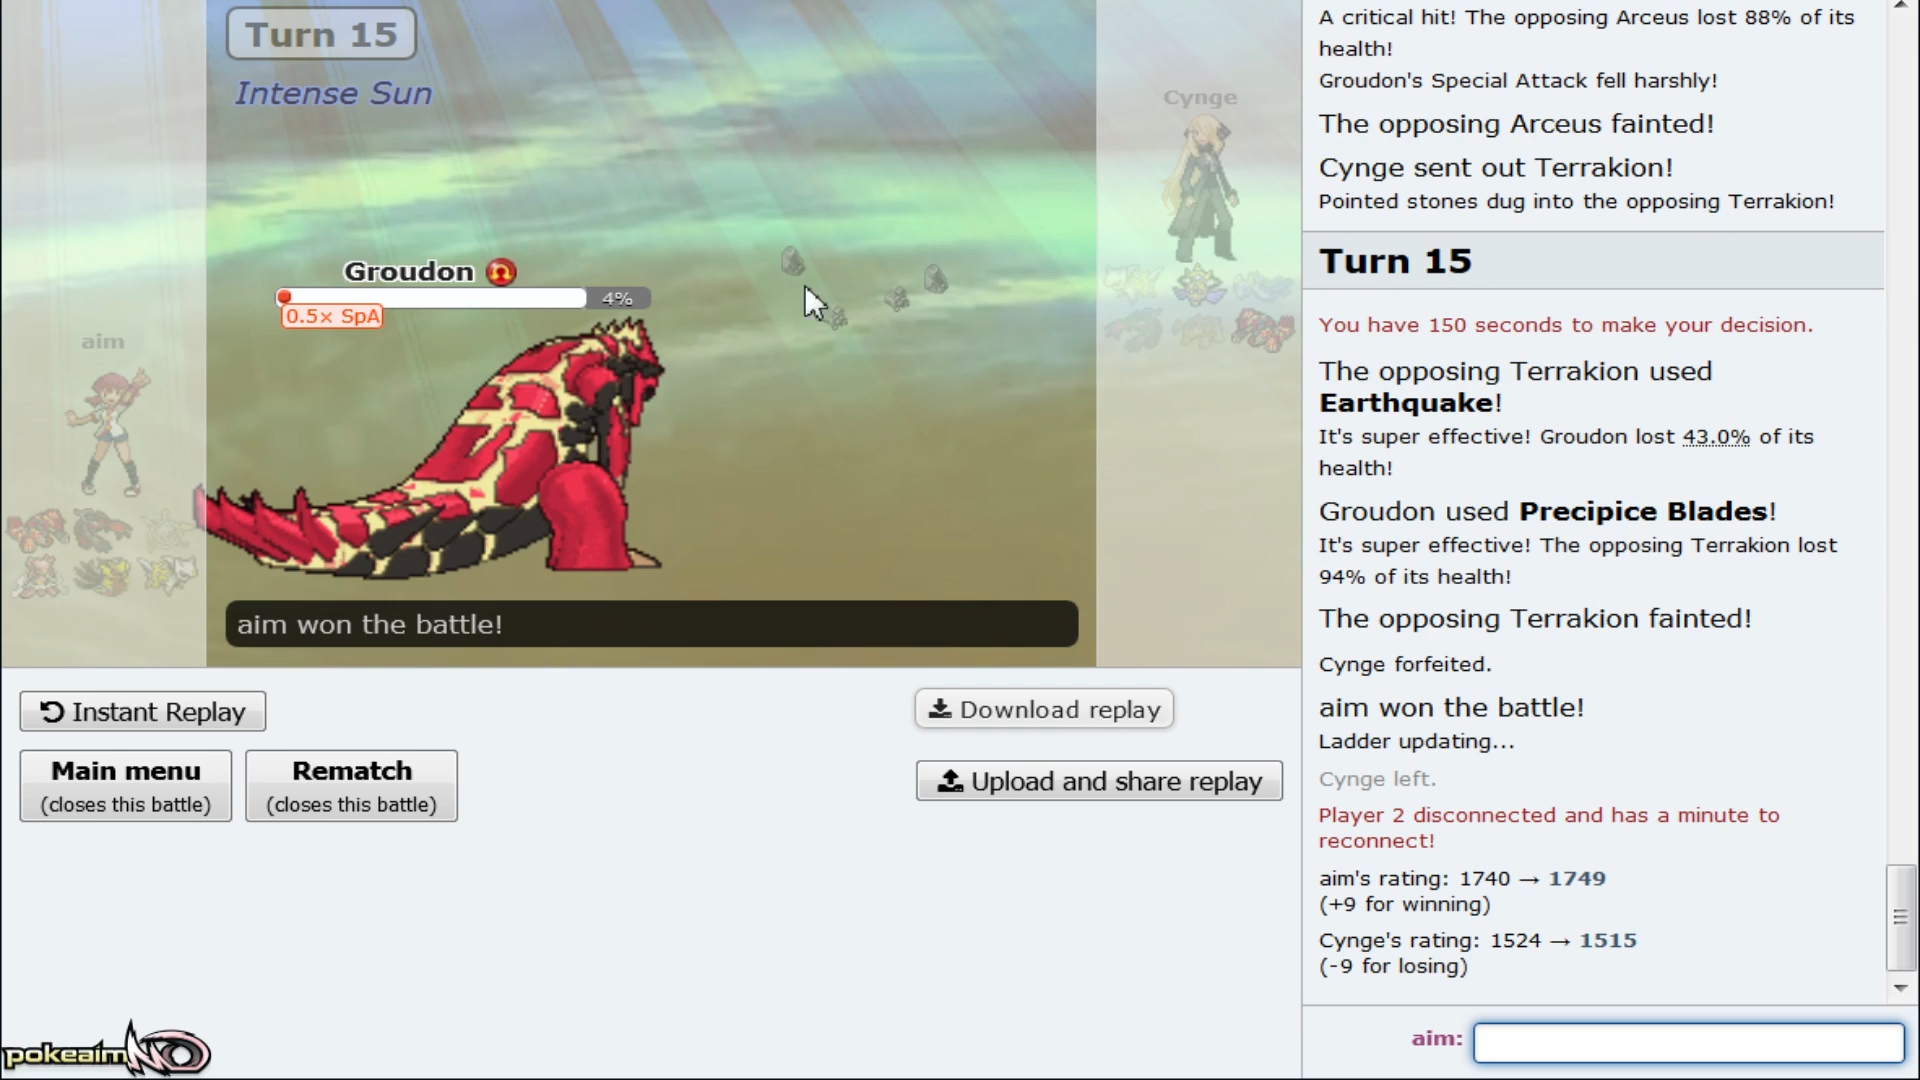 Turn 15
Intense Sun
Cynge
Groudon
4%
0.5× SpA
aim
aim won the battle!
Instant Replay
Download replay
Main menu
(closes this battle)
Rematch
(closes this battle)
Upload and share replay
pokeaim
A critical hit! The opposing Arceus lost 88% of its
health!
Groudon's Special Attack fell harshly!
The opposing Arceus fainted!
Cynge sent out Terrakion!
Pointed stones dug into the opposing Terrakion!
Turn 15
You have 150 seconds to make your decision.
The opposing Terrakion used
Earthquake!
It's super effective! Groudon lost 43.0% of its
health!
Groudon used Precipice Blades!
It's super effective! The opposing Terrakion lost
94% of its health!
The opposing Terrakion fainted!
Cynge forfeited.
aim won the battle!
Ladder updating...
Cynge left.
Player 2 disconnected and has a minute to
reconnect!
aim's rating: 1740 → 1749
(+9 for winning)
Cynge's rating: 1524 → 1515
(-9 for losing)
aim: